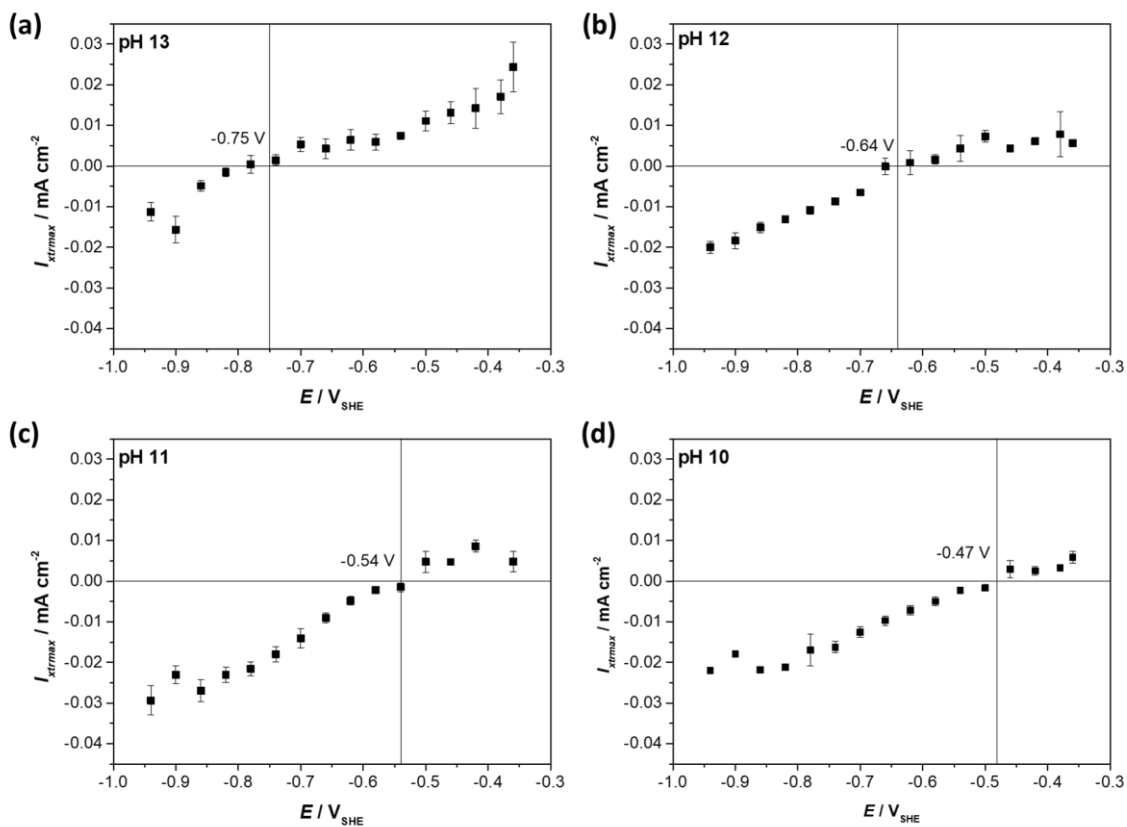 (a)
pH 13
0.03
0.02
0.01
0.00
-0.01
-0.02
-0.03
-0.04
-0.75 V
I_xtrmax / mA cm⁻²
-1.0 -0.9 -0.8 -0.7 -0.6 -0.5 -0.4 -0.3
E / V_SHE
(b)
pH 12
0.03
0.02
0.01
0.00
-0.01
-0.02
-0.03
-0.04
-0.64 V
I_xtrmax / mA cm⁻²
-1.0 -0.9 -0.8 -0.7 -0.6 -0.5 -0.4 -0.3
E / V_SHE
(c)
pH 11
0.03
0.02
0.01
0.00
-0.01
-0.02
-0.03
-0.04
-0.54 V
I_xtrmax / mA cm⁻²
-1.0 -0.9 -0.8 -0.7 -0.6 -0.5 -0.4 -0.3
E / V_SHE
(d)
pH 10
0.03
0.02
0.01
0.00
-0.01
-0.02
-0.03
-0.04
-0.47 V
I_xtrmax / mA cm⁻²
-1.0 -0.9 -0.8 -0.7 -0.6 -0.5 -0.4 -0.3
E / V_SHE